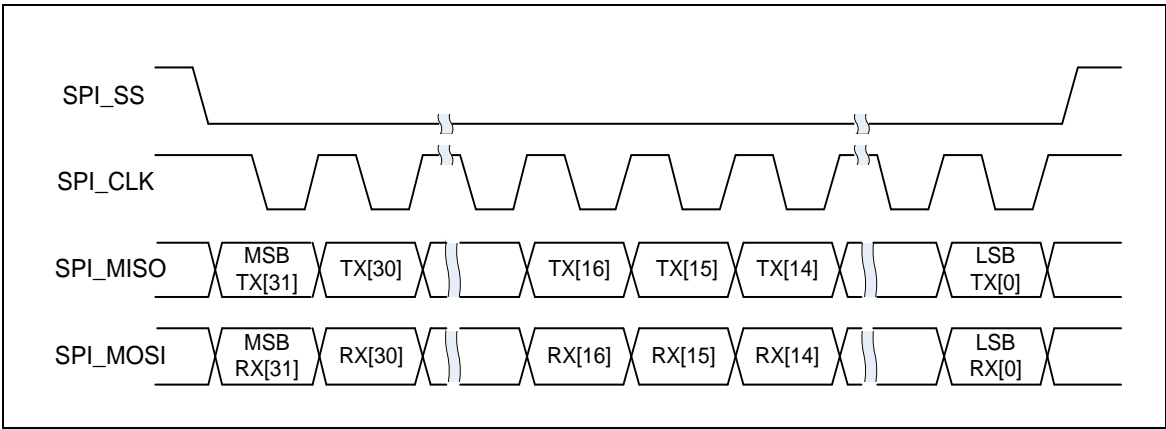 SPI_SS
SPI_CLK
SPI_MISO
MSB
TX[31]
TX[30]
TX[16]
TX[15]
TX[14]
LSB
TX[0]
SPI_MOSI
MSB
RX[31]
RX[30]
RX[16]
RX[15]
RX[14]
LSB
RX[0]